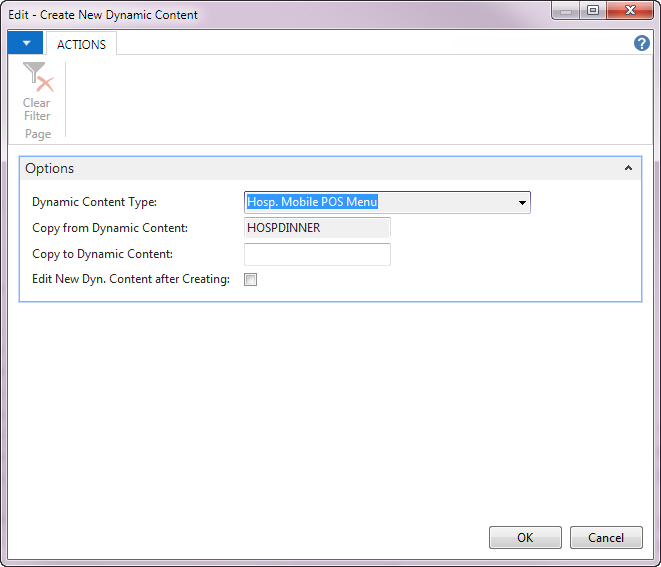 Edit - Create New Dynamic Content
ACTIONS
?
Clear
Filter
Page
Options
Dynamic Content Type:
Hosp. Mobile POS Menu
Copy from Dynamic Content:
HOSPDINNER
Copy to Dynamic Content:
Edit New Dyn. Content after Creating:
OK
Cancel